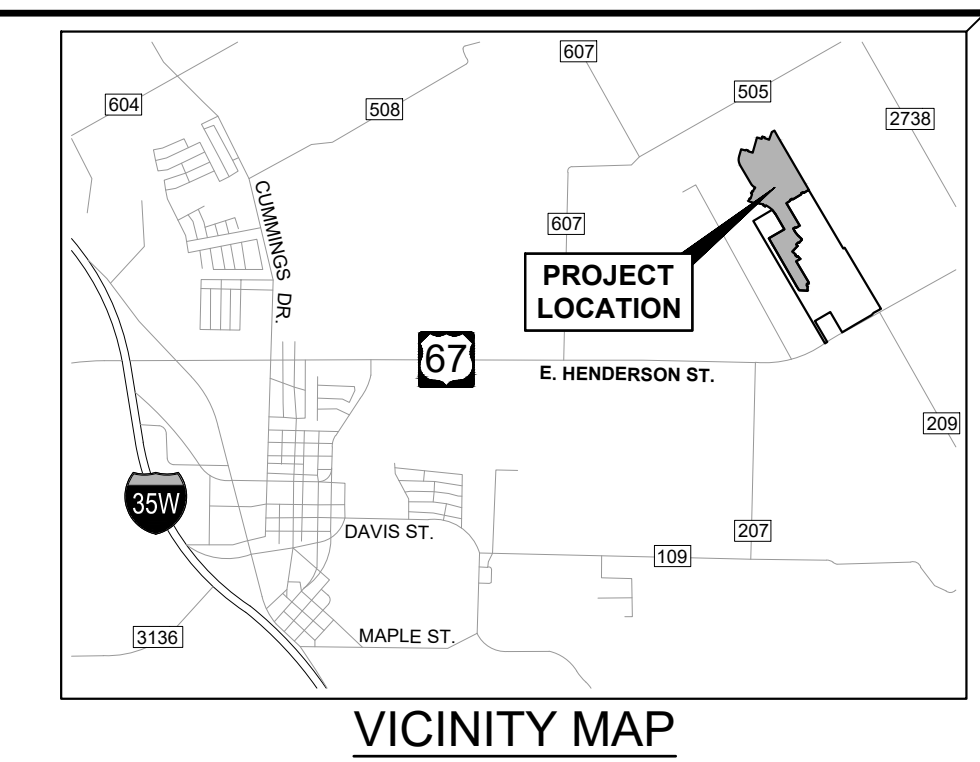 607
604
508
505
2738
CUMMINGS DR.
607
PROJECT
LOCATION
67
E. HENDERSON ST.
209
35W
DAVIS ST.
207
109
3136
MAPLE ST.
VICINITY MAP